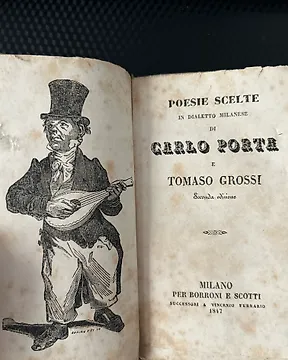 POESIE SCELTE
IN DIALETTO MILANESE
DI
CARLO PORTA
E
TOMASO GROSSI
Seconda edizione
MILANO
PER BORRONI E SCOTTI
SUCCESSORI A VINCENZO FERRARIO
1847